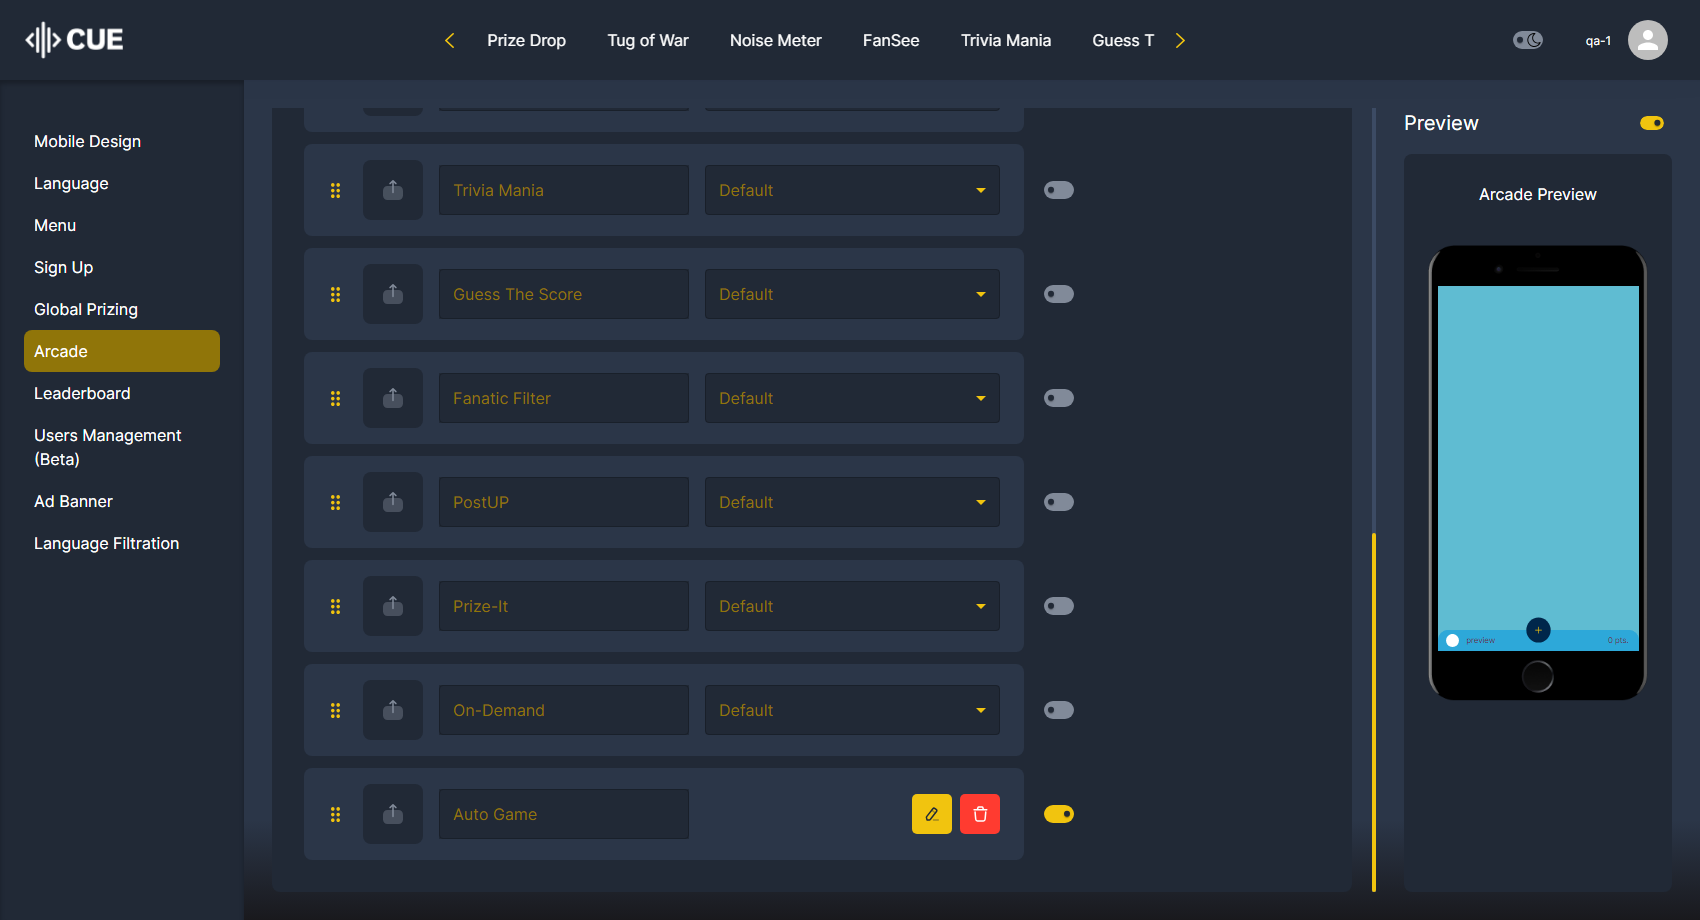 CUE
Prize Drop
Tug of War
Noise Meter
FanSee
Trivia Mania
Guess T
qa-1
Mobile Design
Language
Menu
Sign Up
Global Prizing
Arcade
Leaderboard
Users Management
(Beta)
Ad Banner
Language Filtration
Trivia Mania
Default
Guess The Score
Default
Fanatic Filter
Default
PostUP
Default
Prize-It
Default
On-Demand
Default
Auto Game
Preview
Arcade Preview
preview
0 pts.